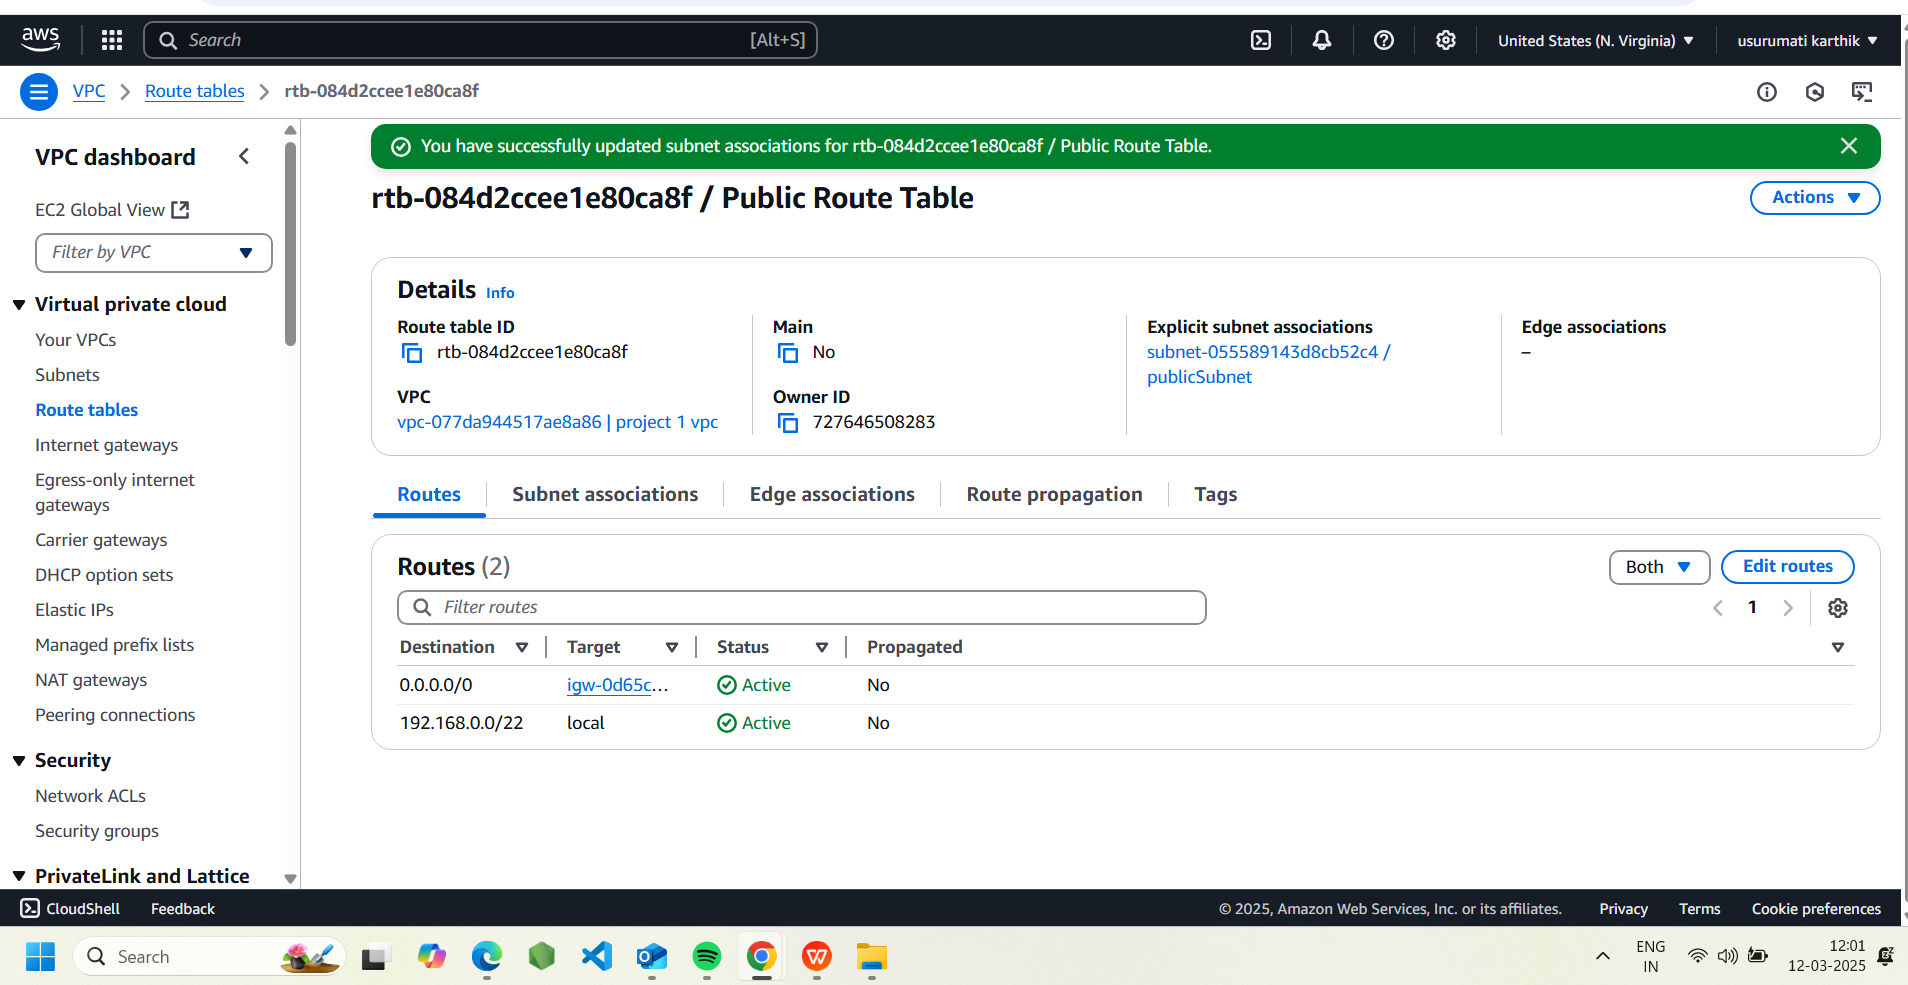 aws
Search [Alt+S]
United States (N. Virginia)
usurumati karthik
VPC
Route tables
rtb-084d2ccee1e80ca8f
VPC dashboard
EC2 Global View
Filter by VPC
Virtual private cloud
Your VPCs
Subnets
Route tables
Internet gateways
Egress-only internet
gateways
Carrier gateways
DHCP option sets
Elastic IPs
Managed prefix lists
NAT gateways
Peering connections
Security
Network ACLs
Security groups
PrivateLink and Lattice
You have successfully updated subnet associations for rtb-084d2ccee1e80ca8f / Public Route Table.
rtb-084d2ccee1e80ca8f / Public Route Table
Actions
Details Info
Route table ID
rtb-084d2ccee1e80ca8f
VPC
vpc-077da944517ae8a86 | project 1 vpc
Main
No
Owner ID
727646508283
Explicit subnet associations
subnet-055589143d8cb52c4 /
publicSubnet
Edge associations
–
Routes
Subnet associations
Edge associations
Route propagation
Tags
Routes (2)
Both
Edit routes
Filter routes
1
Destination Target Status Propagated
0.0.0.0/0 igw-0d65c... Active No
192.168.0.0/22 local Active No
CloudShell
Feedback
© 2025, Amazon Web Services, Inc. or its affiliates.
Privacy
Terms
Cookie preferences
Search
ENG
IN
12:01
12-03-2025